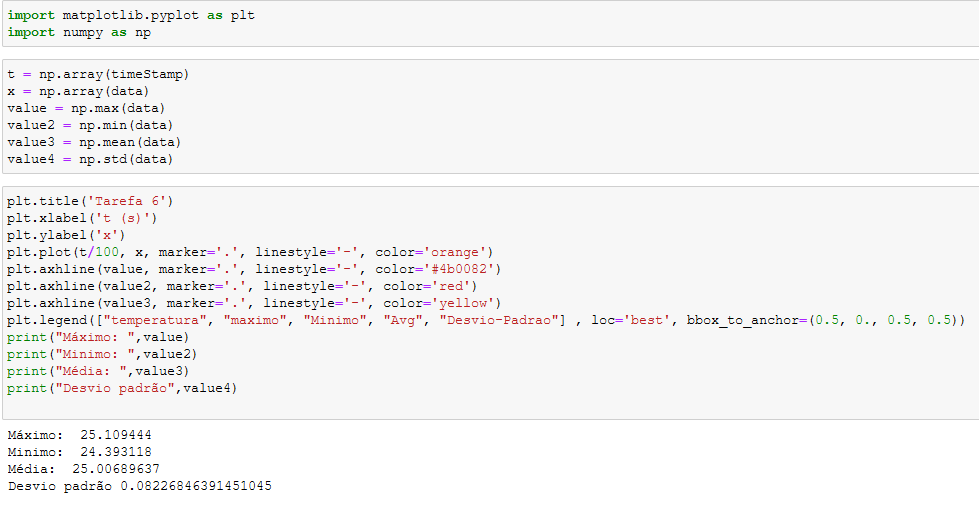 import matplotlib.pyplot as plt
import numpy as np
t = np.array(timeStamp)
x = np.array(data)
value = np.max(data)
value2 = np.min(data)
value3 = np.mean(data)
value4 = np.std(data)
plt.title('Tarefa 6')
plt.xlabel('t (s)')
plt.ylabel('x')
plt.plot(t/100, x, marker='.', linestyle='-', color='orange')
plt.axhline(value, marker='.', linestyle='-', color='#4b0082')
plt.axhline(value2, marker='.', linestyle='-', color='red')
plt.axhline(value3, marker='.', linestyle='-', color='yellow')
plt.legend(["temperatura", "maximo", "Minimo", "Avg", "Desvio-Padrao"] , loc='best', bbox_to_anchor=(0.5, 0., 0.5, 0.5))
print("Máximo: ",value)
print("Minimo: ",value2)
print("Média: ",value3)
print("Desvio padrão",value4)
Máximo:  25.109444
Minimo:  24.393118
Média:  25.00689637
Desvio padrão 0.08226846391451045